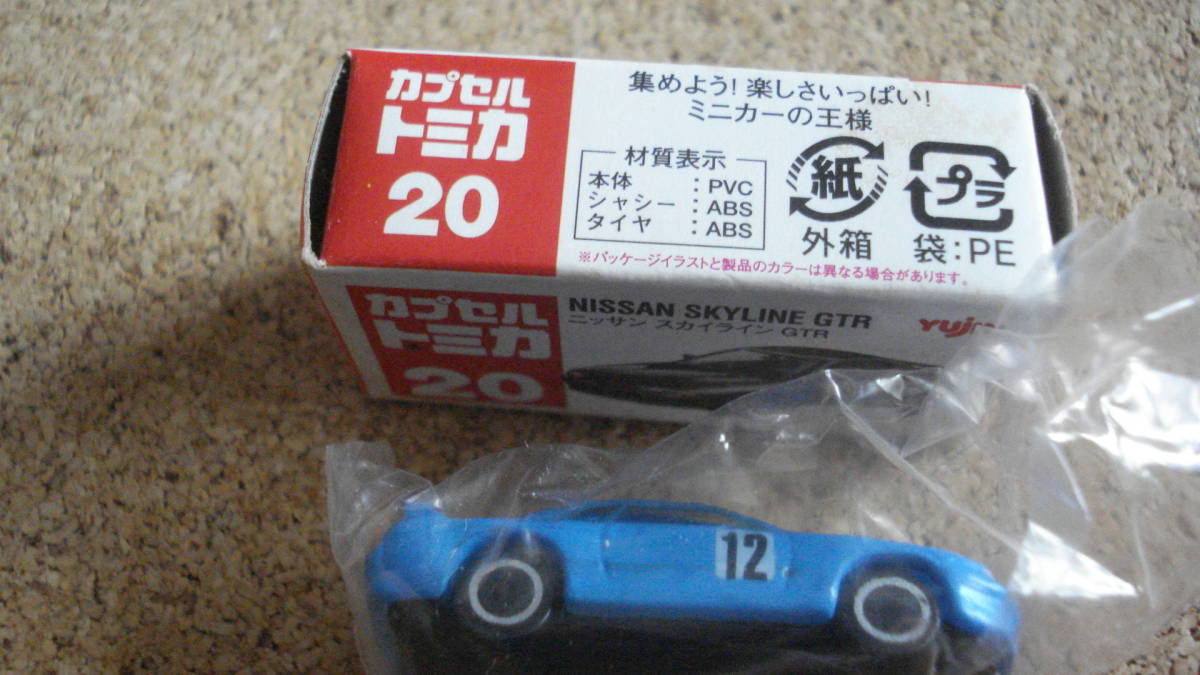 カプセル
トミカ
20
集めよう! 楽しさいっぱい!
ミニカーの王様
材質表示
本体 : PVC
シャシー : ABS
タイヤ : ABS
紙
外箱
プラ
袋:PE
※パッケージイラストと製品のカラーは異なる場合があります。
カプセル
トミカ
20
NISSAN SKYLINE GTR
ニッサン スカイライン GTR
12